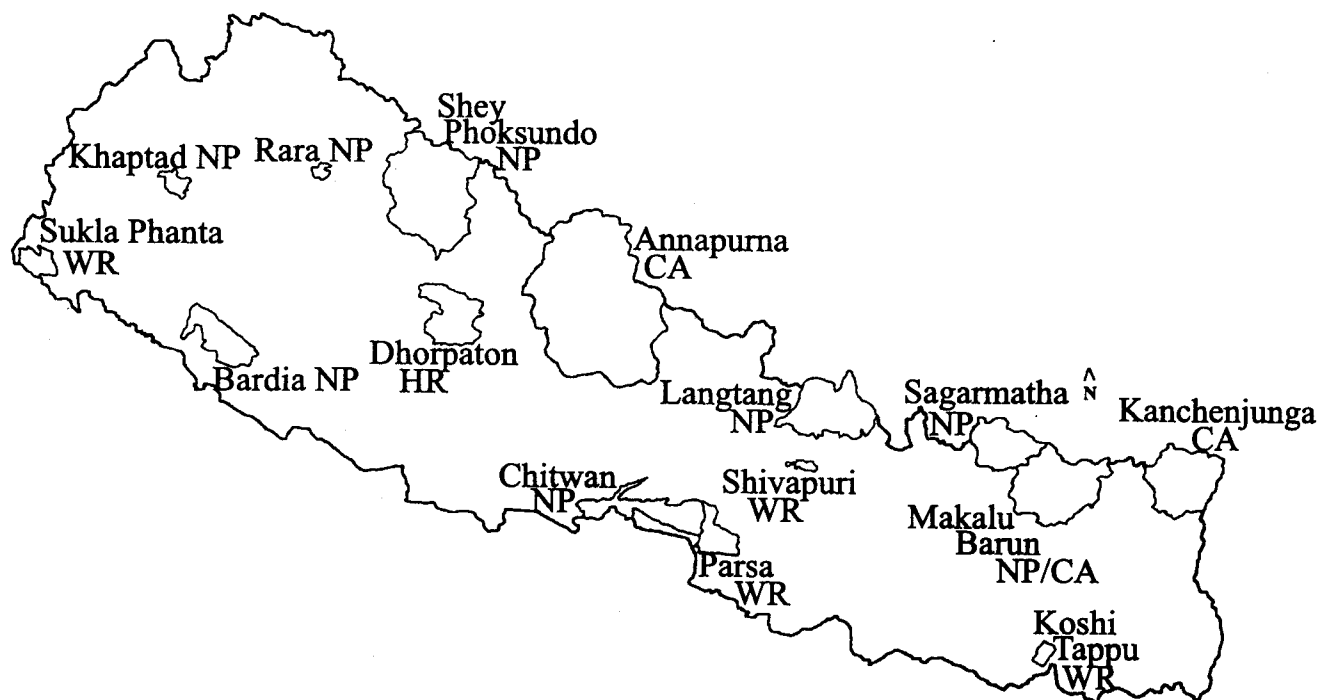 Shey
Phoksundo
NP
Khaptad NP
Rara NP
Sukla Phanta
WR
Annapurna
CA
Bardia NP
Dhorpaton
HR
Langtang
NP
Sagarmatha
NP
^
N
Kanchenjunga
CA
Chitwan
NP
Shivapuri
WR
Makalu
Barun
NP/CA
Parsa
WR
Koshi
Tappu
WR